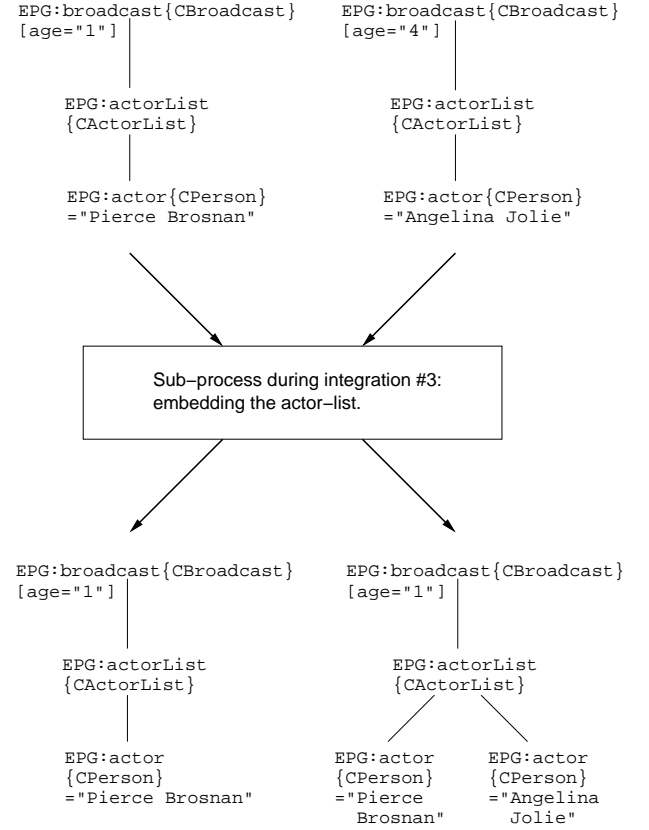 EPG:broadcast{CBroadcast}
[age="1"]
EPG:actorList
{CActorList}
EPG:actor{CPerson}
="Pierce Brosnan"
EPG:broadcast{CBroadcast}
[age="4"]
EPG:actorList
{CActorList}
EPG:actor{CPerson}
="Angelina Jolie"
Sub−process during integration #3:
embedding the actor−list.
EPG:broadcast{CBroadcast}
[age="1"]
EPG:actorList
{CActorList}
EPG:actor
{CPerson}
="Pierce Brosnan"
EPG:broadcast{CBroadcast}
[age="1"]
EPG:actorList
{CActorList}
EPG:actor
{CPerson}
="Pierce
Brosnan"
EPG:actor
{CPerson}
="Angelina
Jolie"